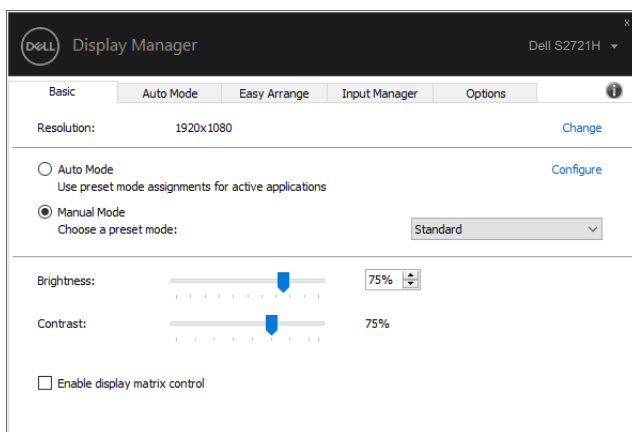 x
DELL Display Manager Dell S2721H
Basic Auto Mode Easy Arrange Input Manager Options i
Resolution: 1920x1080 Change
Auto Mode Configure
Use preset mode assignments for active applications
Manual Mode
Choose a preset mode: Standard
Brightness: 75%
Contrast: 75%
Enable display matrix control